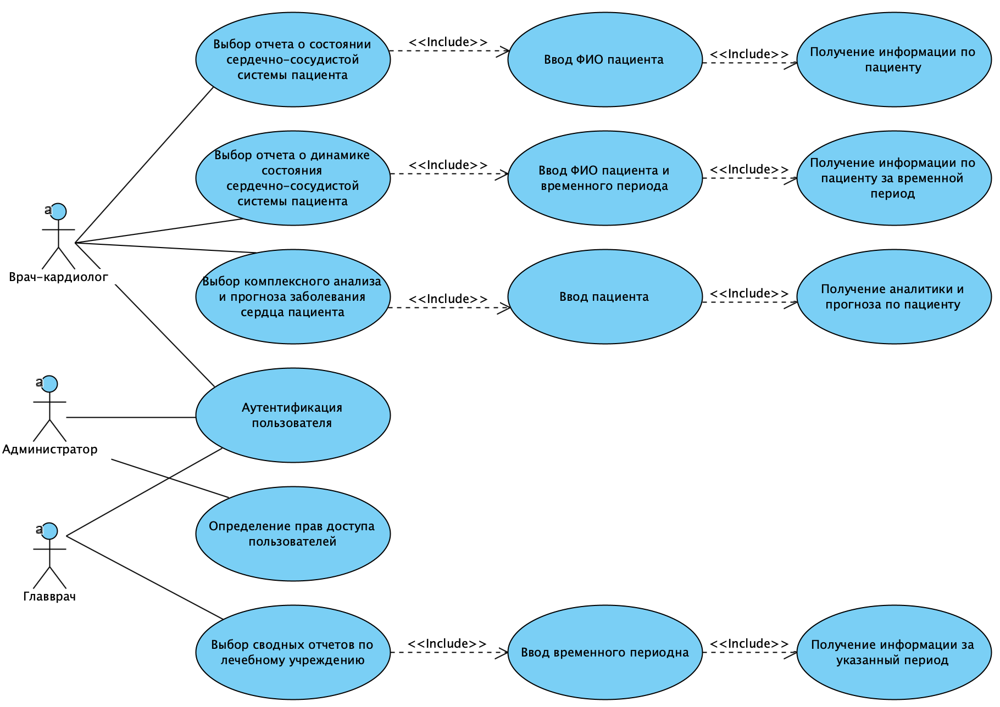 Выбор отчета о состоянии
сердечно-сосудистой
системы пациента
<<Include>>
Ввод ФИО пациента
<<Include>>
Получение информации по
пациенту
Выбор отчета о динамике
состояния
сердечно-сосудистой
системы пациента
<<Include>>
Ввод ФИО пациента и
временного периода
<<Include>>
Получение информации по
пациенту за временной
период
a
Врач-кардиолог
Выбор комплексного анализа
и прогноза заболевания
сердца пациента
<<Include>>
Ввод пациента
<<Include>>
Получение аналитики и
прогноза по пациенту
a
Администратор
Аутентификация
пользователя
Определение прав доступа
пользователей
a
Главврач
Выбор сводных отчетов по
лечебному учреждению
<<Include>>
Ввод временного периодна
<<Include>>
Получение информации за
указанный период